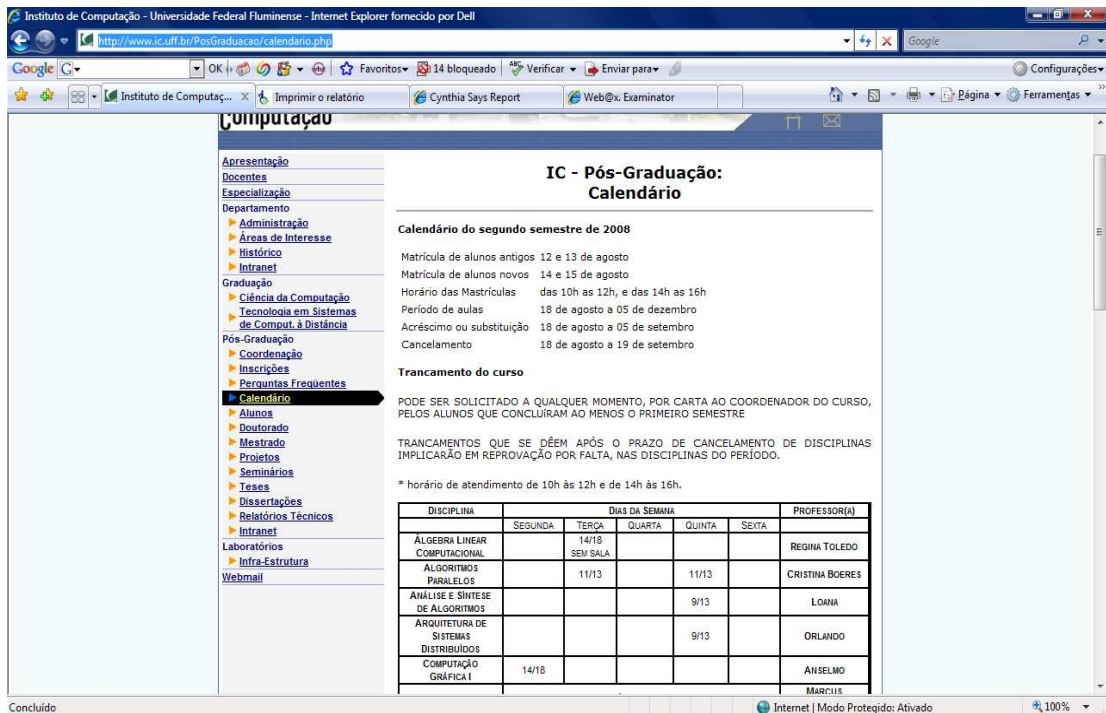 Instituto de Computação - Universidade Federal Fluminense - Internet Explorer fornecido por Dell
http://www.ic.uff.br/PosGraduacao/calendario.php
Google
Google G OK 14 bloqueado Favoritos Verificar Enviar para Configurações
Instituto de Computaç... X Imprimir o relatório Cynthia Says Report Web@x. Examinator Página Ferramentas
Computação
Apresentação
Docentes
Especialização
Departamento
Administração
Áreas de Interesse
Histórico
Intranet
Graduação
Ciência da Computação
Tecnologia em Sistemas
de Comput. à Distância
Pós-Graduação
Coordenação
Inscrições
Perguntas Freqüentes
Calendário
Alunos
Doutorado
Mestrado
Projetos
Seminários
Teses
Dissertações
Relatórios Técnicos
Intranet
Laboratórios
Infra-Estrutura
Webmail
IC - Pós-Graduação:
Calendário
Calendário do segundo semestre de 2008
Matrícula de alunos antigos 12 e 13 de agosto
Matrícula de alunos novos 14 e 15 de agosto
Horário das Mastrículas das 10h as 12h, e das 14h as 16h
Período de aulas 18 de agosto a 05 de dezembro
Acréscimo ou substituição 18 de agosto a 05 de setembro
Cancelamento 18 de agosto a 19 de setembro
Trancamento do curso
PODE SER SOLICITADO A QUALQUER MOMENTO, POR CARTA AO COORDENADOR DO CURSO,
PELOS ALUNOS QUE CONCLUíRAM AO MENOS O PRIMEIRO SEMESTRE
TRANCAMENTOS QUE SE DÊEM APÓS O PRAZO DE CANCELAMENTO DE DISCIPLINAS
IMPLICARÃO EM REPROVAÇÃO POR FALTA, NAS DISCIPLINAS DO PERÍODO.
* horário de atendimento de 10h às 12h e de 14h às 16h.
DISCIPLINA DIAS DA SEMANA PROFESSOR(A)
SEGUNDA TERÇA QUARTA QUINTA SEXTA
ÁLGEBRA LINEAR
COMPUTACIONAL 14/18
SEM SALA REGINA TOLEDO
ALGORITMOS
PARALELOS 11/13 11/13 CRISTINA BOERES
ANÁLISE E SÍNTESE
DE ALGORITMOS 9/13 LOANA
ARQUITETURA DE
SISTEMAS
DISTRIBUÍDOS 9/13 ORLANDO
COMPUTAÇÃO
GRÁFICA I 14/18 ANSELMO
MARCUS
Concluído Internet | Modo Protegido: Ativado 100%